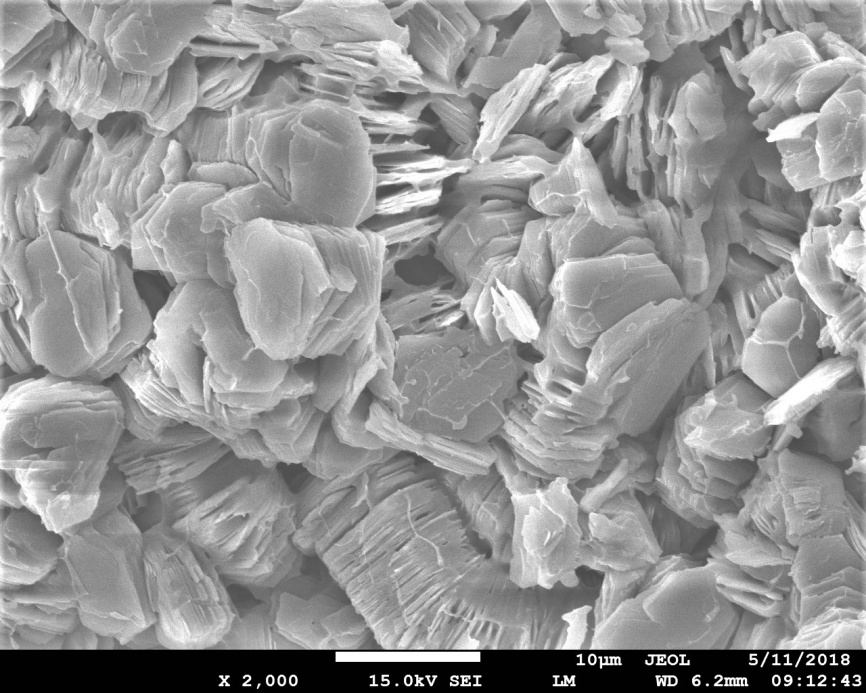 10µm JEOL 5/11/2018
X 2,000 15.0kV SEI LM WD 6.2mm 09:12:43